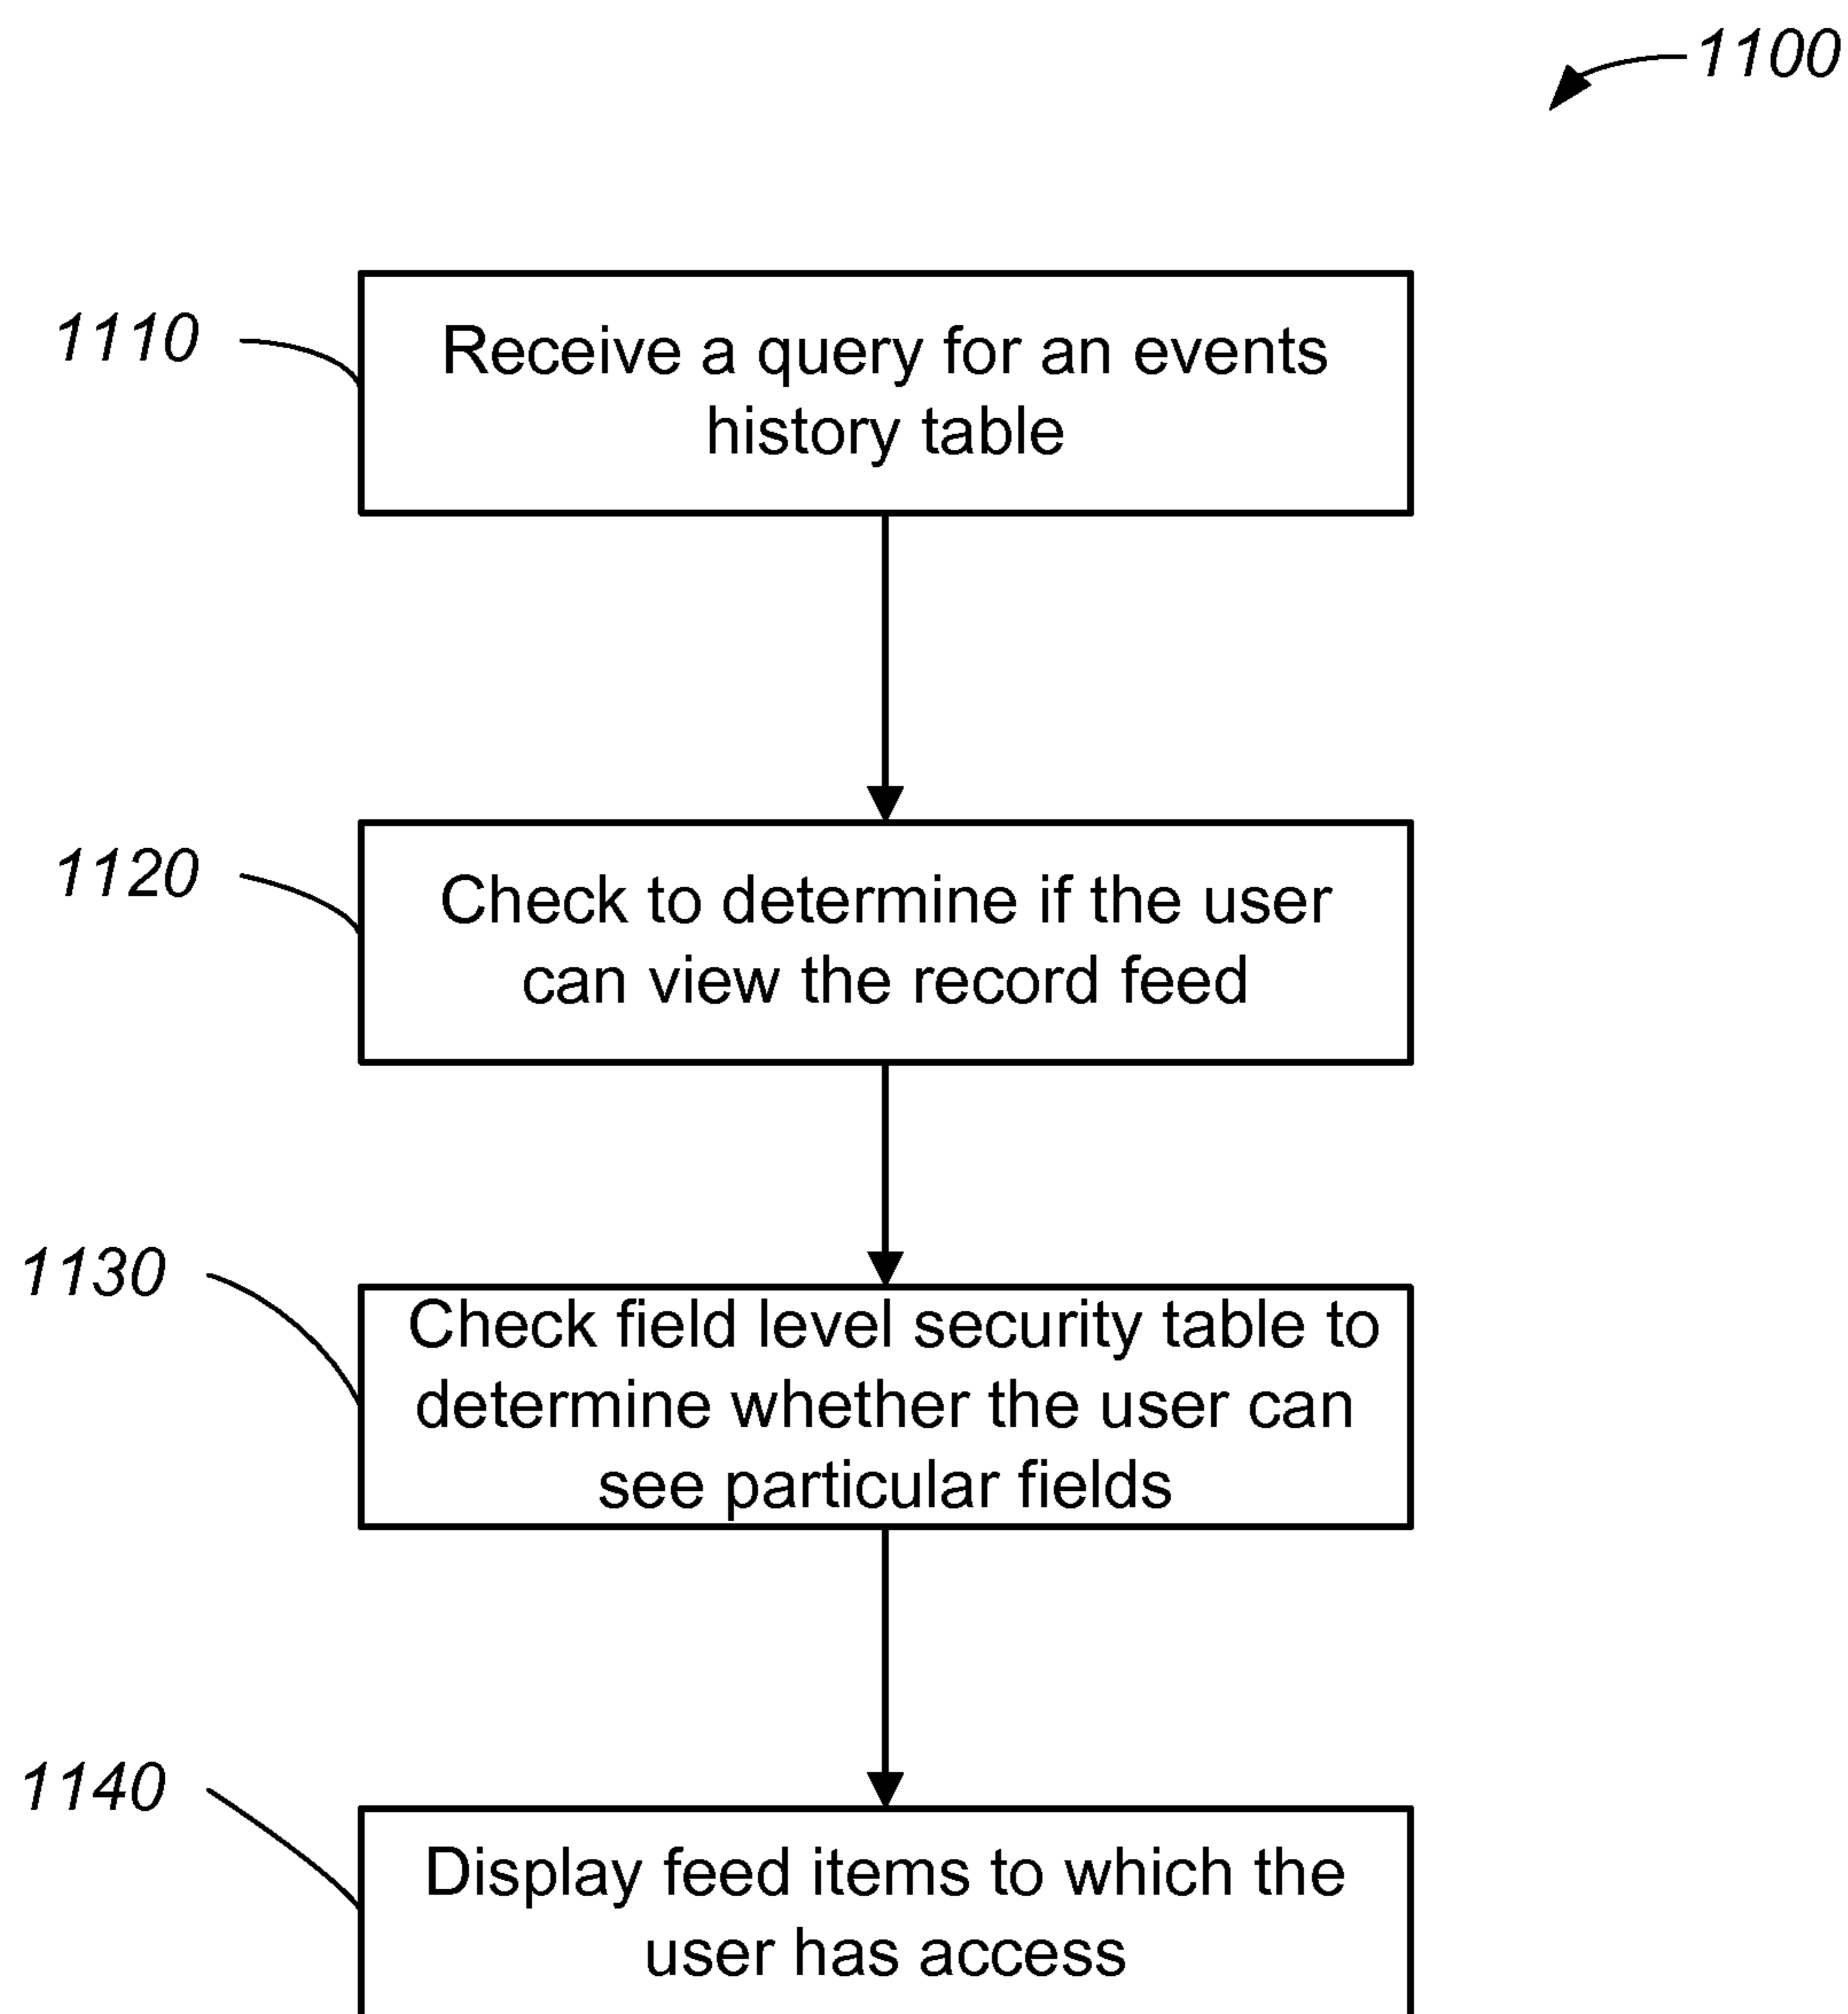 1100
1110
Receive a query for an events
history table
1120
Check to determine if the user
can view the record feed
1130
Check field level security table to
determine whether the user can
see particular fields
1140
Display feed items to which the
user has access